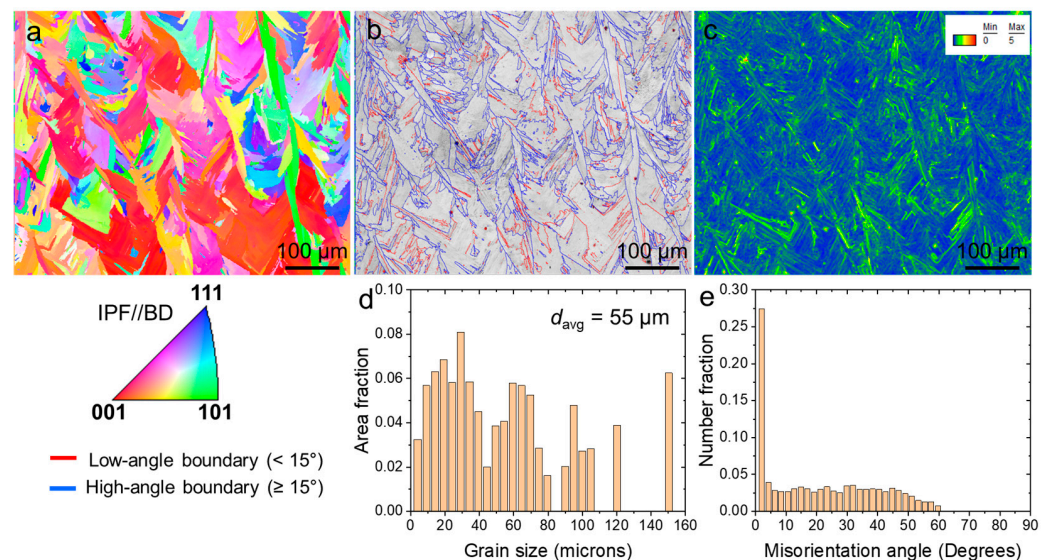 a
b
c
Min Max
0 5
100 µm
100 µm
100 µm
IPF//BD
111
001
101
Low-angle boundary (< 15°)
High-angle boundary (≥ 15°)
d
d avg = 55 µm
Area fraction
0.10
0.08
0.06
0.04
0.02
0.00
0 20 40 60 80 100 120 140 160
Grain size (microns)
e
Number fraction
0.30
0.25
0.20
0.15
0.10
0.05
0.00
0 10 20 30 40 50 60 70 80 90
Misorientation angle (Degrees)